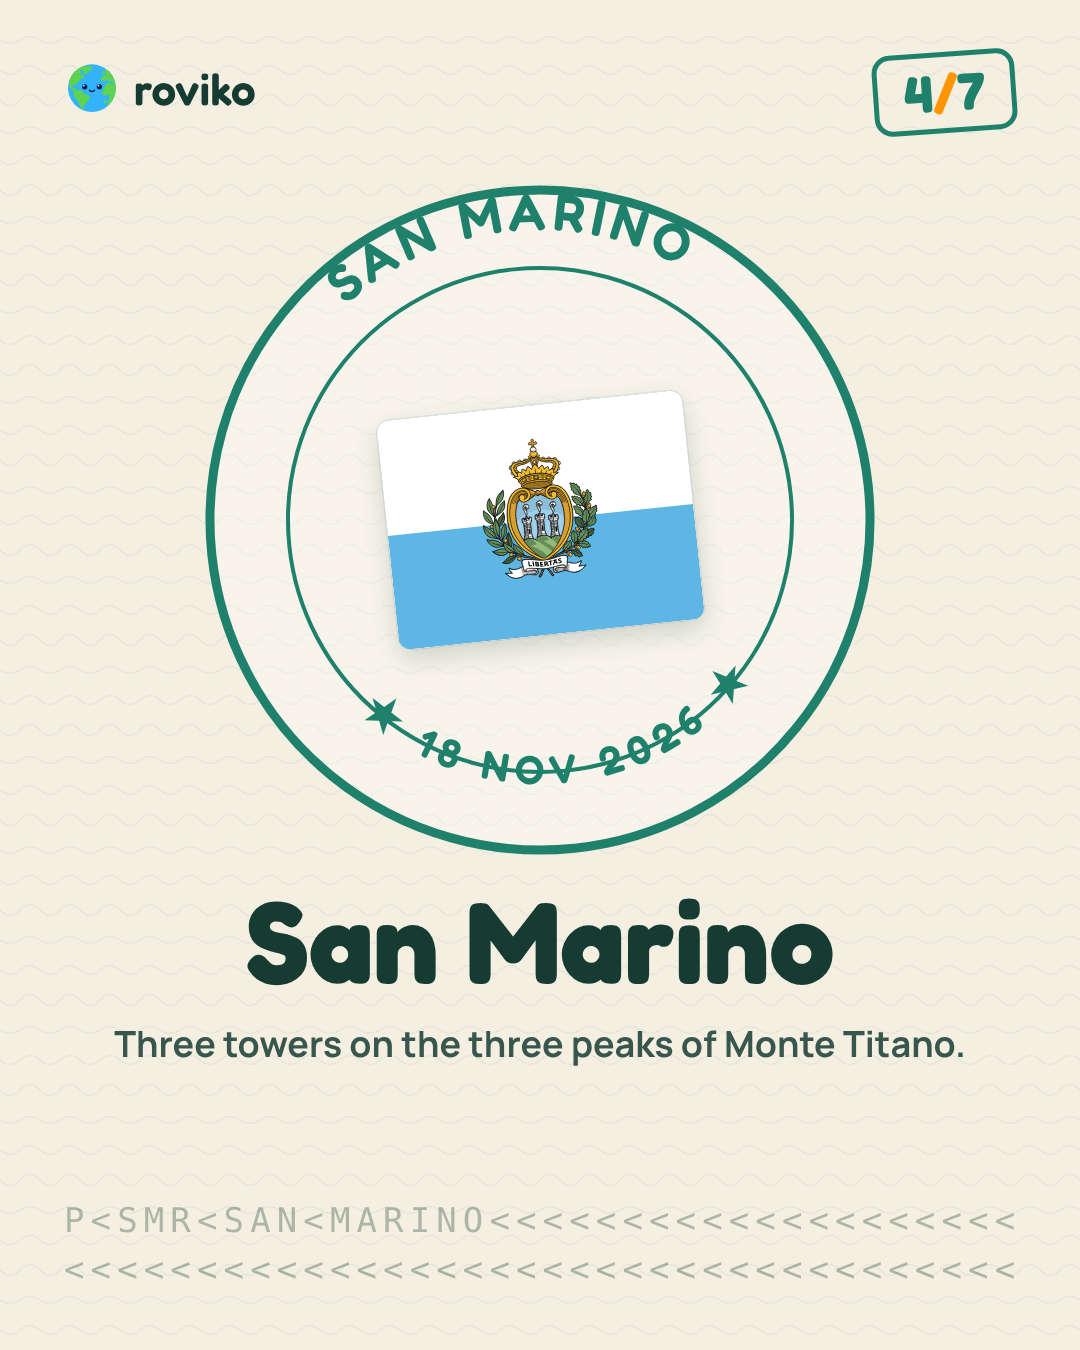 roviko
4/7
SAN MARINO
LIBERTAS
★ 18 NOV 2026 ★
San Marino
Three towers on the three peaks of Monte Titano.
P<SMR<SAN<MARINO<<<<<<<<<<<<<<<<<<<<
<<<<<<<<<<<<<<<<<<<<<<<<<<<<<<<<<<<<